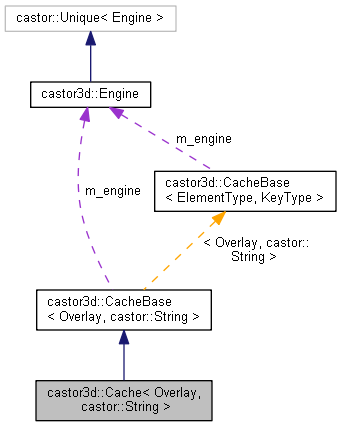 castor::Unique< Engine >
castor3d::Engine
m_engine
castor3d::CacheBase
< ElementType, KeyType >
m_engine
< Overlay, castor::
String >
castor3d::CacheBase
< Overlay, castor::String >
castor3d::Cache< Overlay,
castor::String >